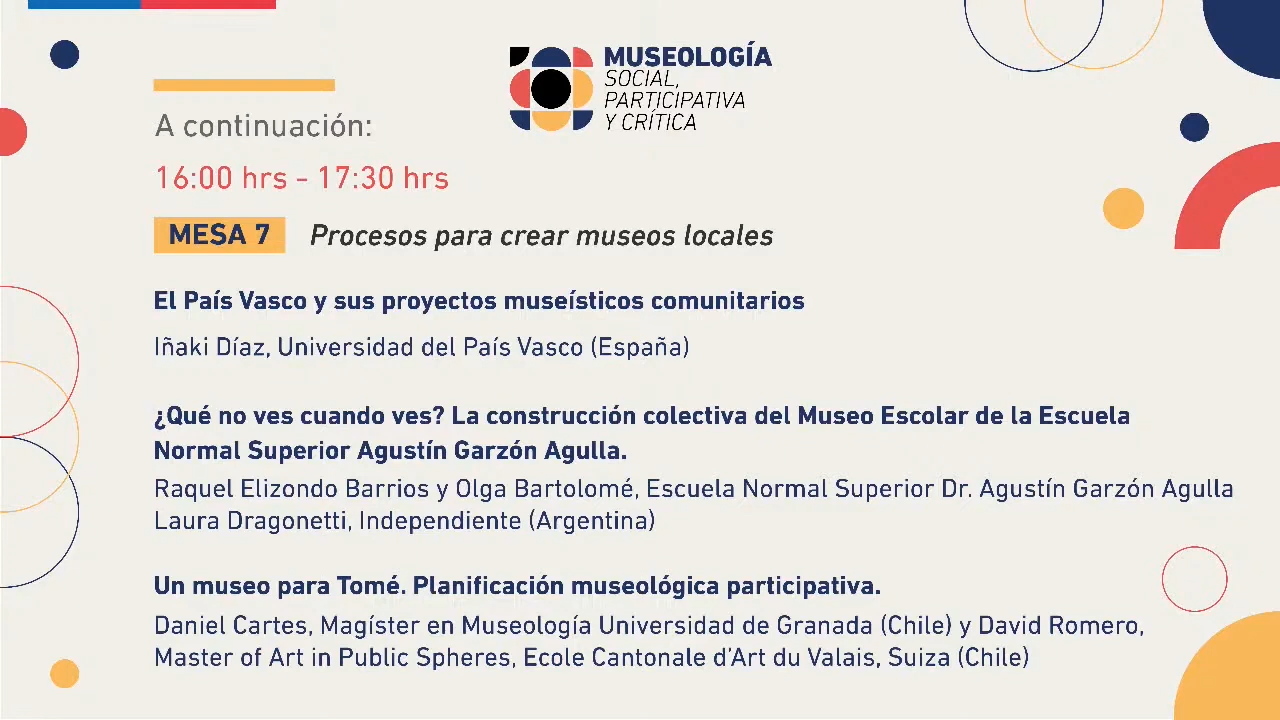 MUSEOLOGÍA
SOCIAL,
PARTICIPATIVA
Y CRÍTICA
A continuación:
16:00 hrs - 17:30 hrs
MESA 7 Procesos para crear museos locales
El País Vasco y sus proyectos museísticos comunitarios
Iñaki Díaz, Universidad del País Vasco (España)
¿Qué no ves cuando ves? La construcción colectiva del Museo Escolar de la Escuela
Normal Superior Agustín Garzón Agulla.
Raquel Elizondo Barrios y Olga Bartolomé, Escuela Normal Superior Dr. Agustín Garzón Agulla
Laura Dragonetti, Independiente (Argentina)
Un museo para Tomé. Planificación museológica participativa.
Daniel Cartes, Magíster en Museología Universidad de Granada (Chile) y David Romero,
Master of Art in Public Spheres, Ecole Cantonale d'Art du Valais, Suiza (Chile)